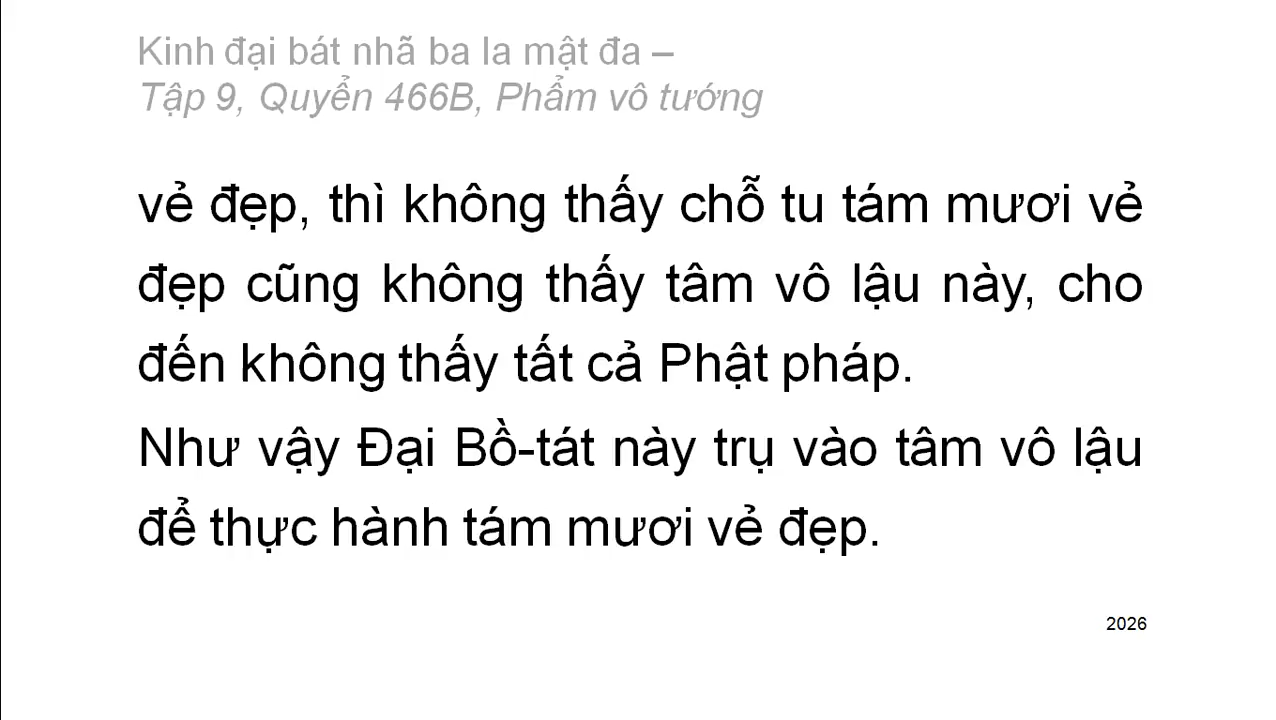 Kinh đại bát nhã ba la mật đa –
Tập 9, Quyển 466B, Phẩm vô tướng
vẻ đẹp, thì không thấy chỗ tu tám mươi vẻ
đẹp cũng không thấy tâm vô lậu này, cho
đến không thấy tất cả Phật pháp.
Như vậy Đại Bồ-tát này trụ vào tâm vô lậu
để thực hành tám mươi vẻ đẹp.
2026